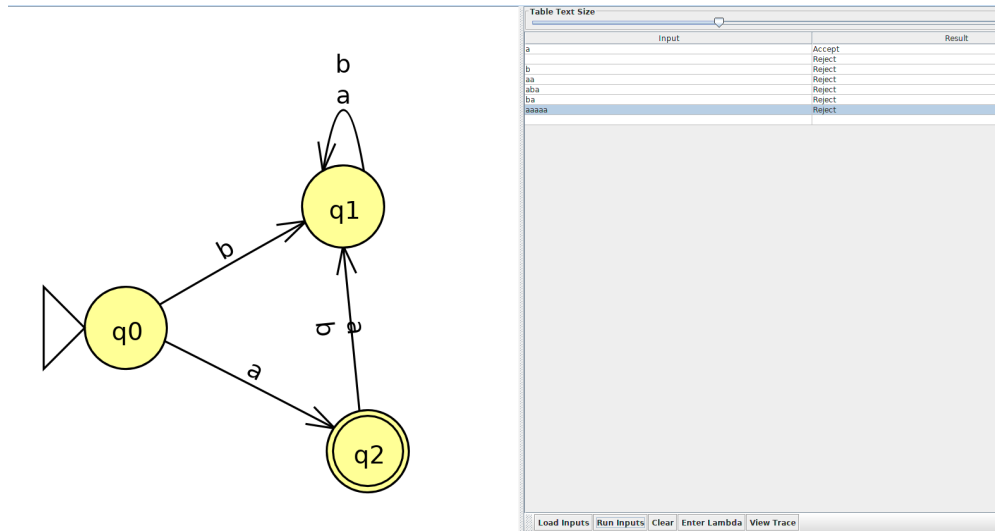 b
a
q1
b
q0
b a
a
q2
Table Text Size
Input Result
a Accept
Reject
b Reject
aa Reject
aba Reject
ba Reject
aaaaa Reject
Load Inputs Run Inputs Clear Enter Lambda View Trace